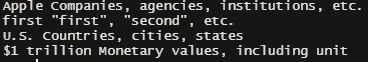 Apple Companies, agencies, institutions, etc.
first "first", "second", etc.
U.S. Countries, cities, states
$1 trillion Monetary values, including unit